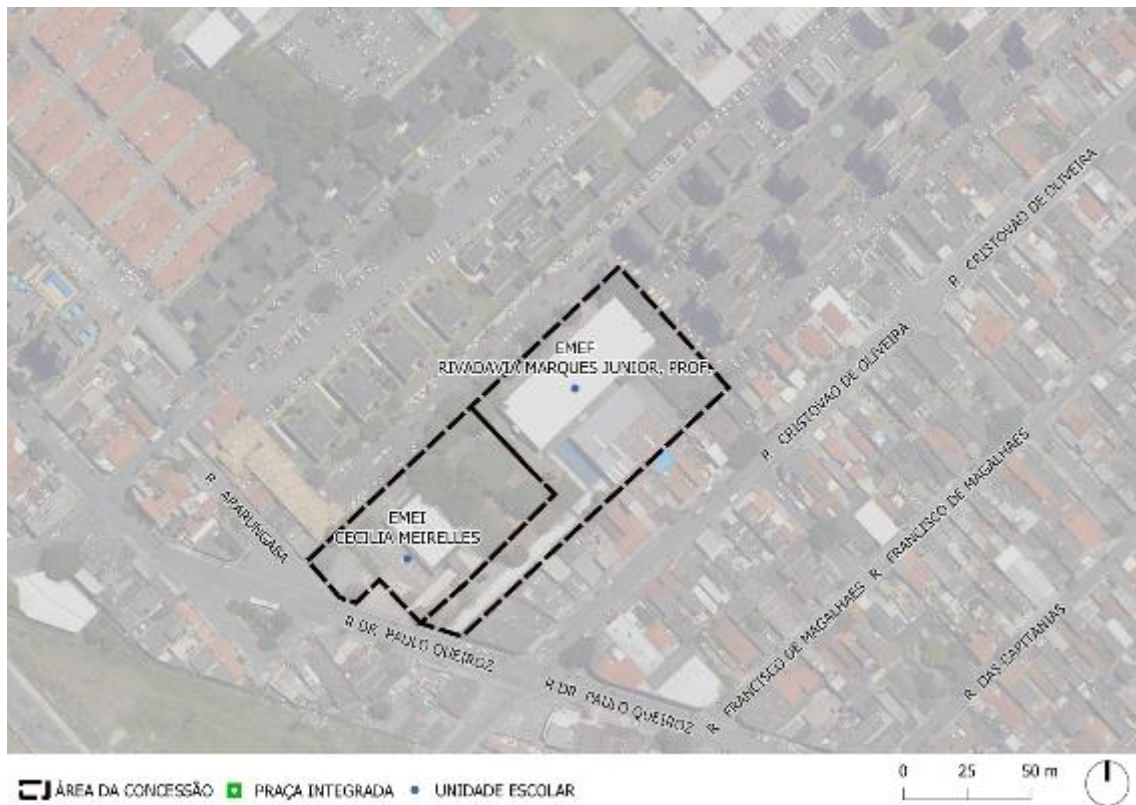 R CRISTOVAO DE OLIVEIRA
EMEF
RIVADAVIA MARQUES JUNIOR, PROF.
R CRISTOVAO DE OLIVEIRA
R FRANCISCO DE MAGALHAES
R APARUNGABA
EMEI
CECILIA MEIRELLES
R DR PAULO QUEIROZ
R FRANCISCO DE MAGALHAES
R DAS CAPITANIAS
R DR PAULO QUEIROZ
ÁREA DA CONCESSÃO
PRAÇA INTEGRADA
UNIDADE ESCOLAR
0 25 50 m